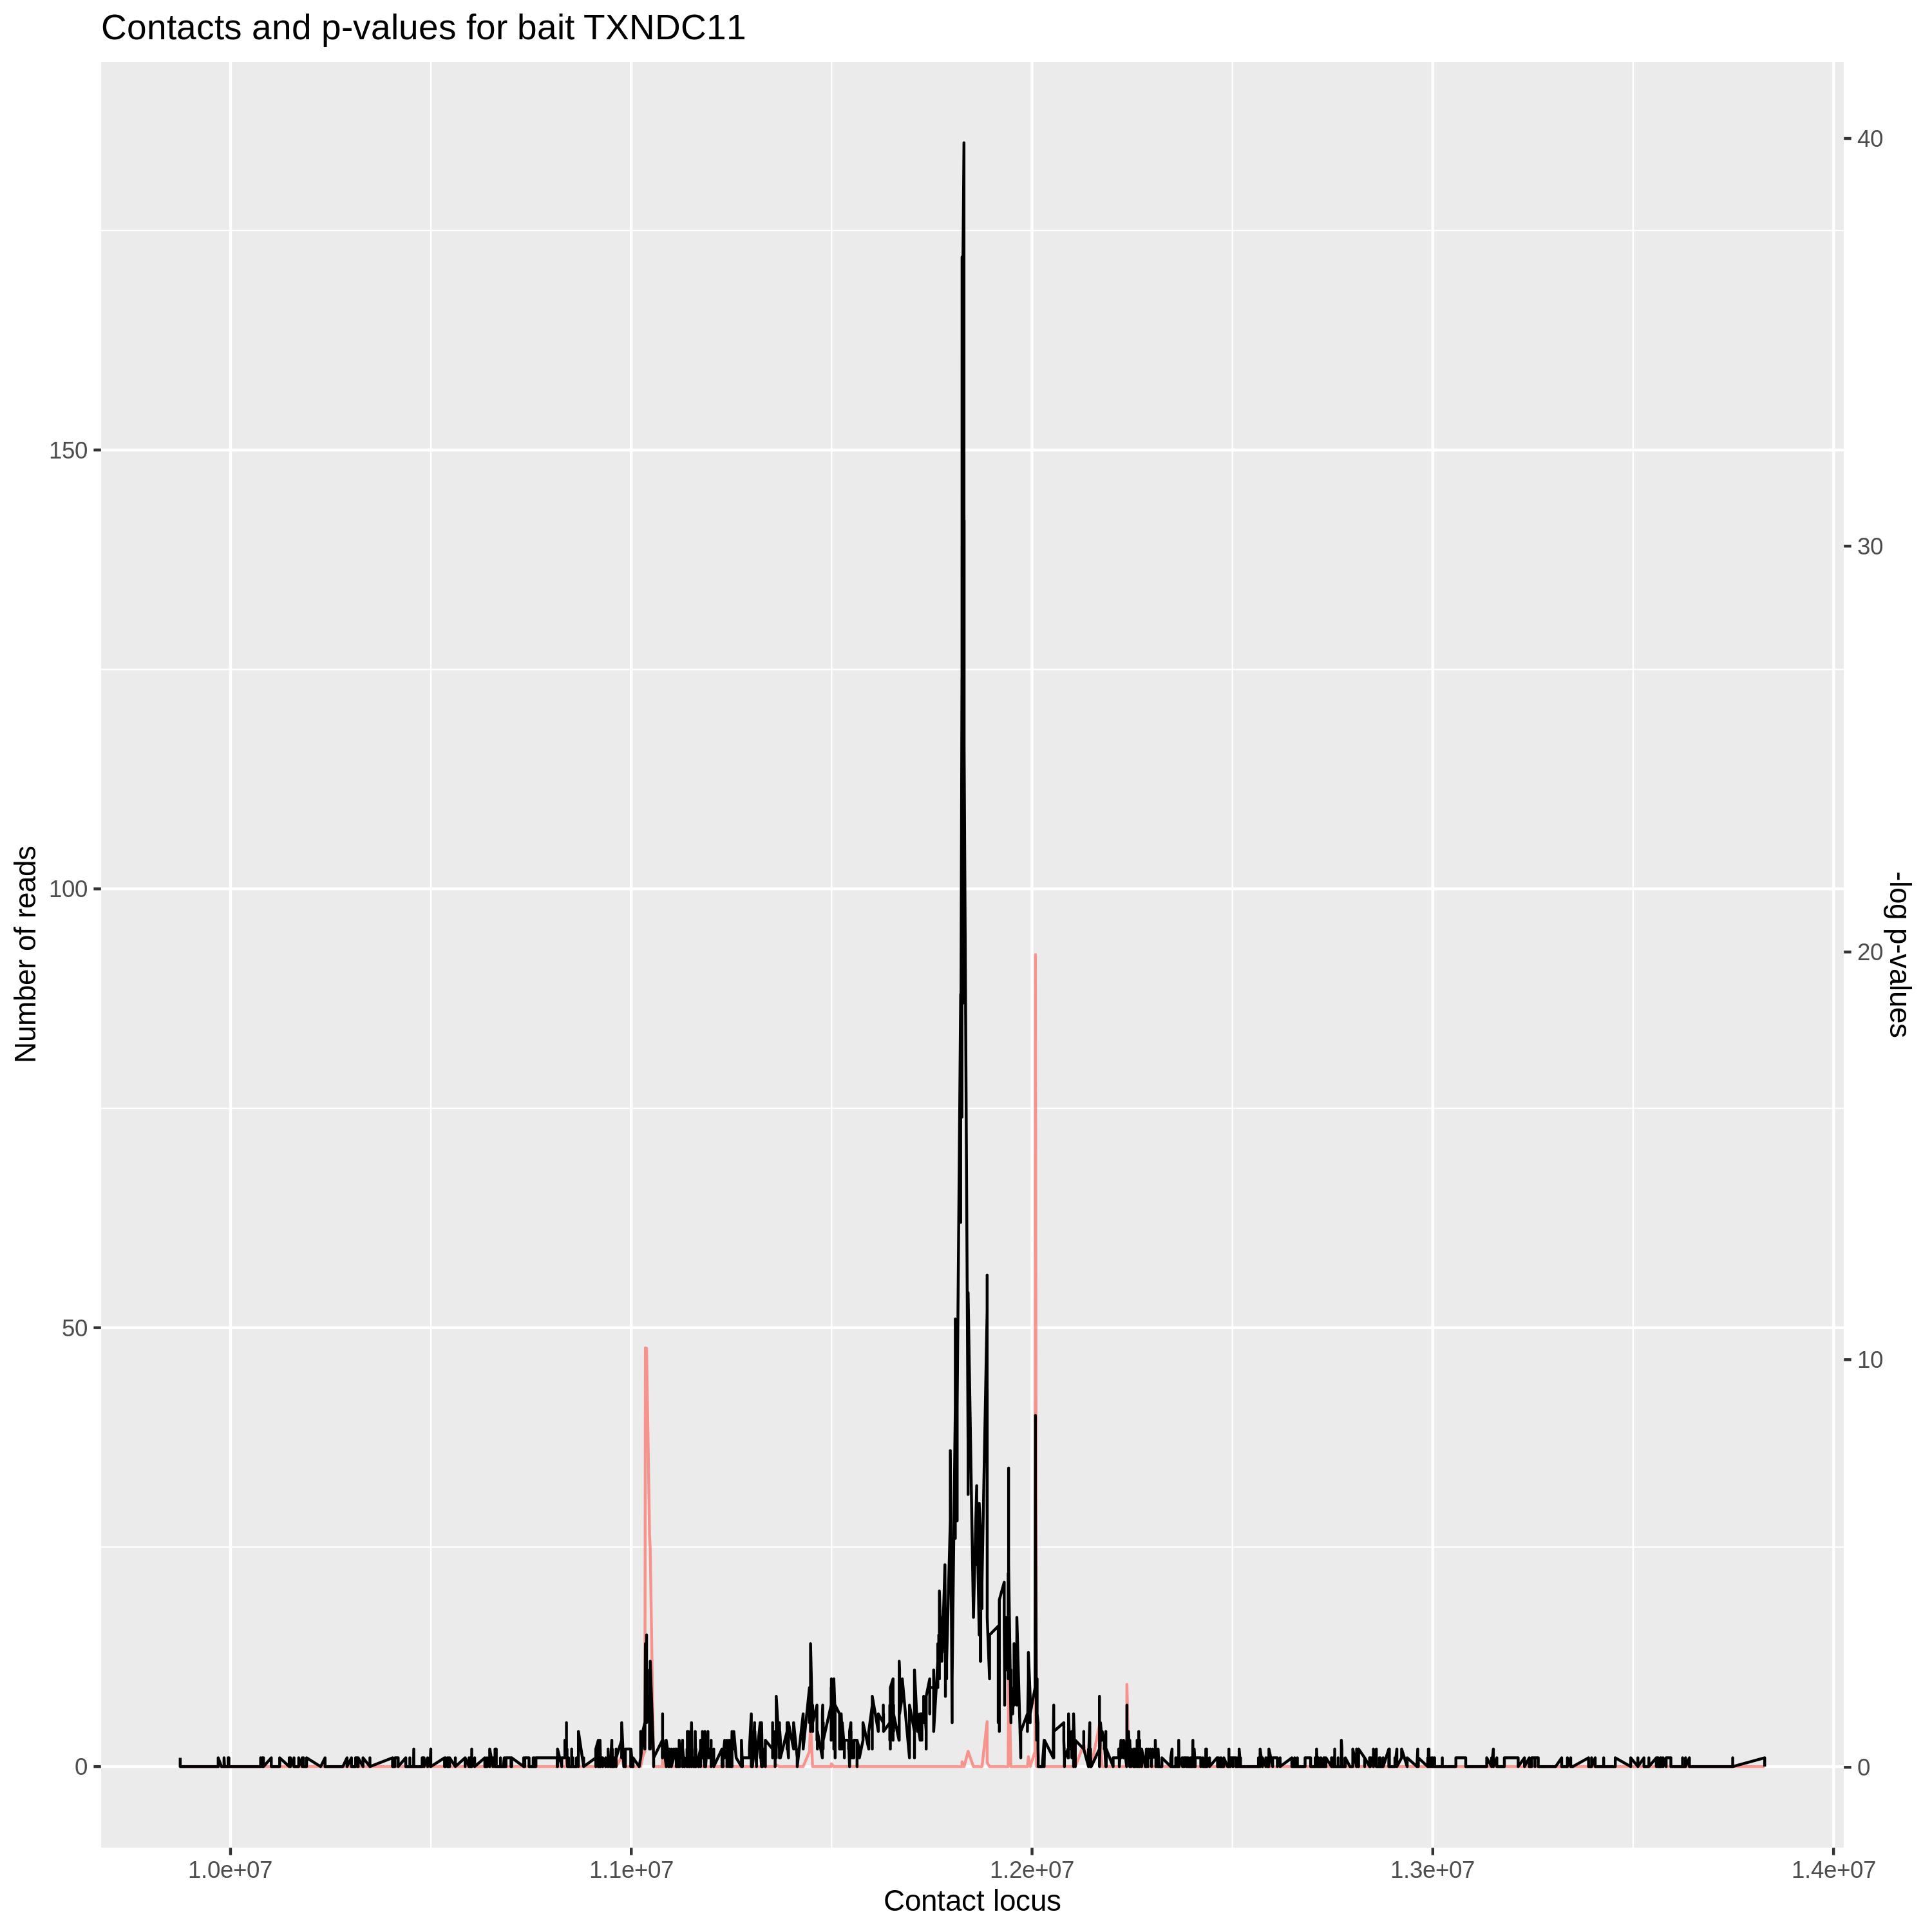 Contacts and p-values for bait TXNDC11
Number of reads
150
100
50
0
40
30
20
10
0
-log p-values
1.0e+07
1.1e+07
1.2e+07
1.3e+07
1.4e+07
Contact locus